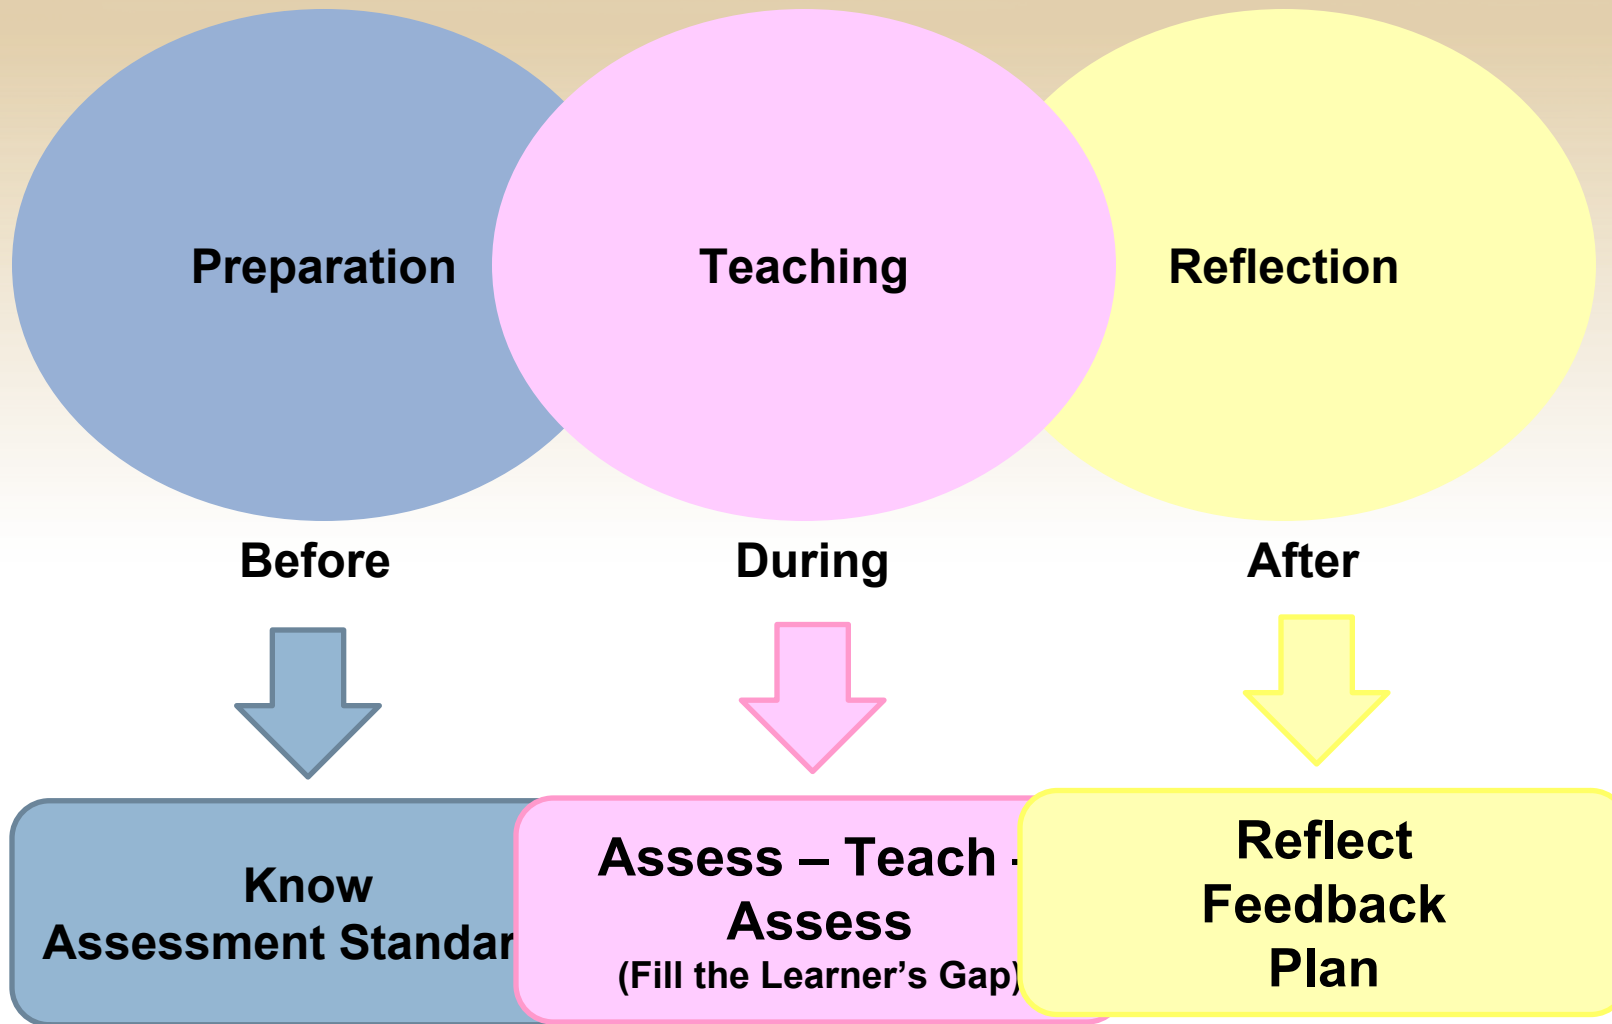 Preparation
Teaching
Reflection
Before
During
After
Know
Assessment Standar
Assess – Teach -
Assess
(Fill the Learner’s Gap)
Reflect
Feedback
Plan